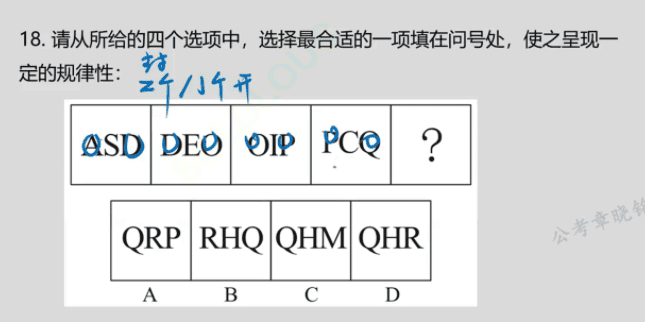 18. 请从所给的四个选项中，选择最合适的一项填在问号处，使之呈现一
定的规律性：
封
2个/1个开
ASD DEO OIP PCQ ?
QRP RHQ QHM QHR
A B C D
公考章晓铭